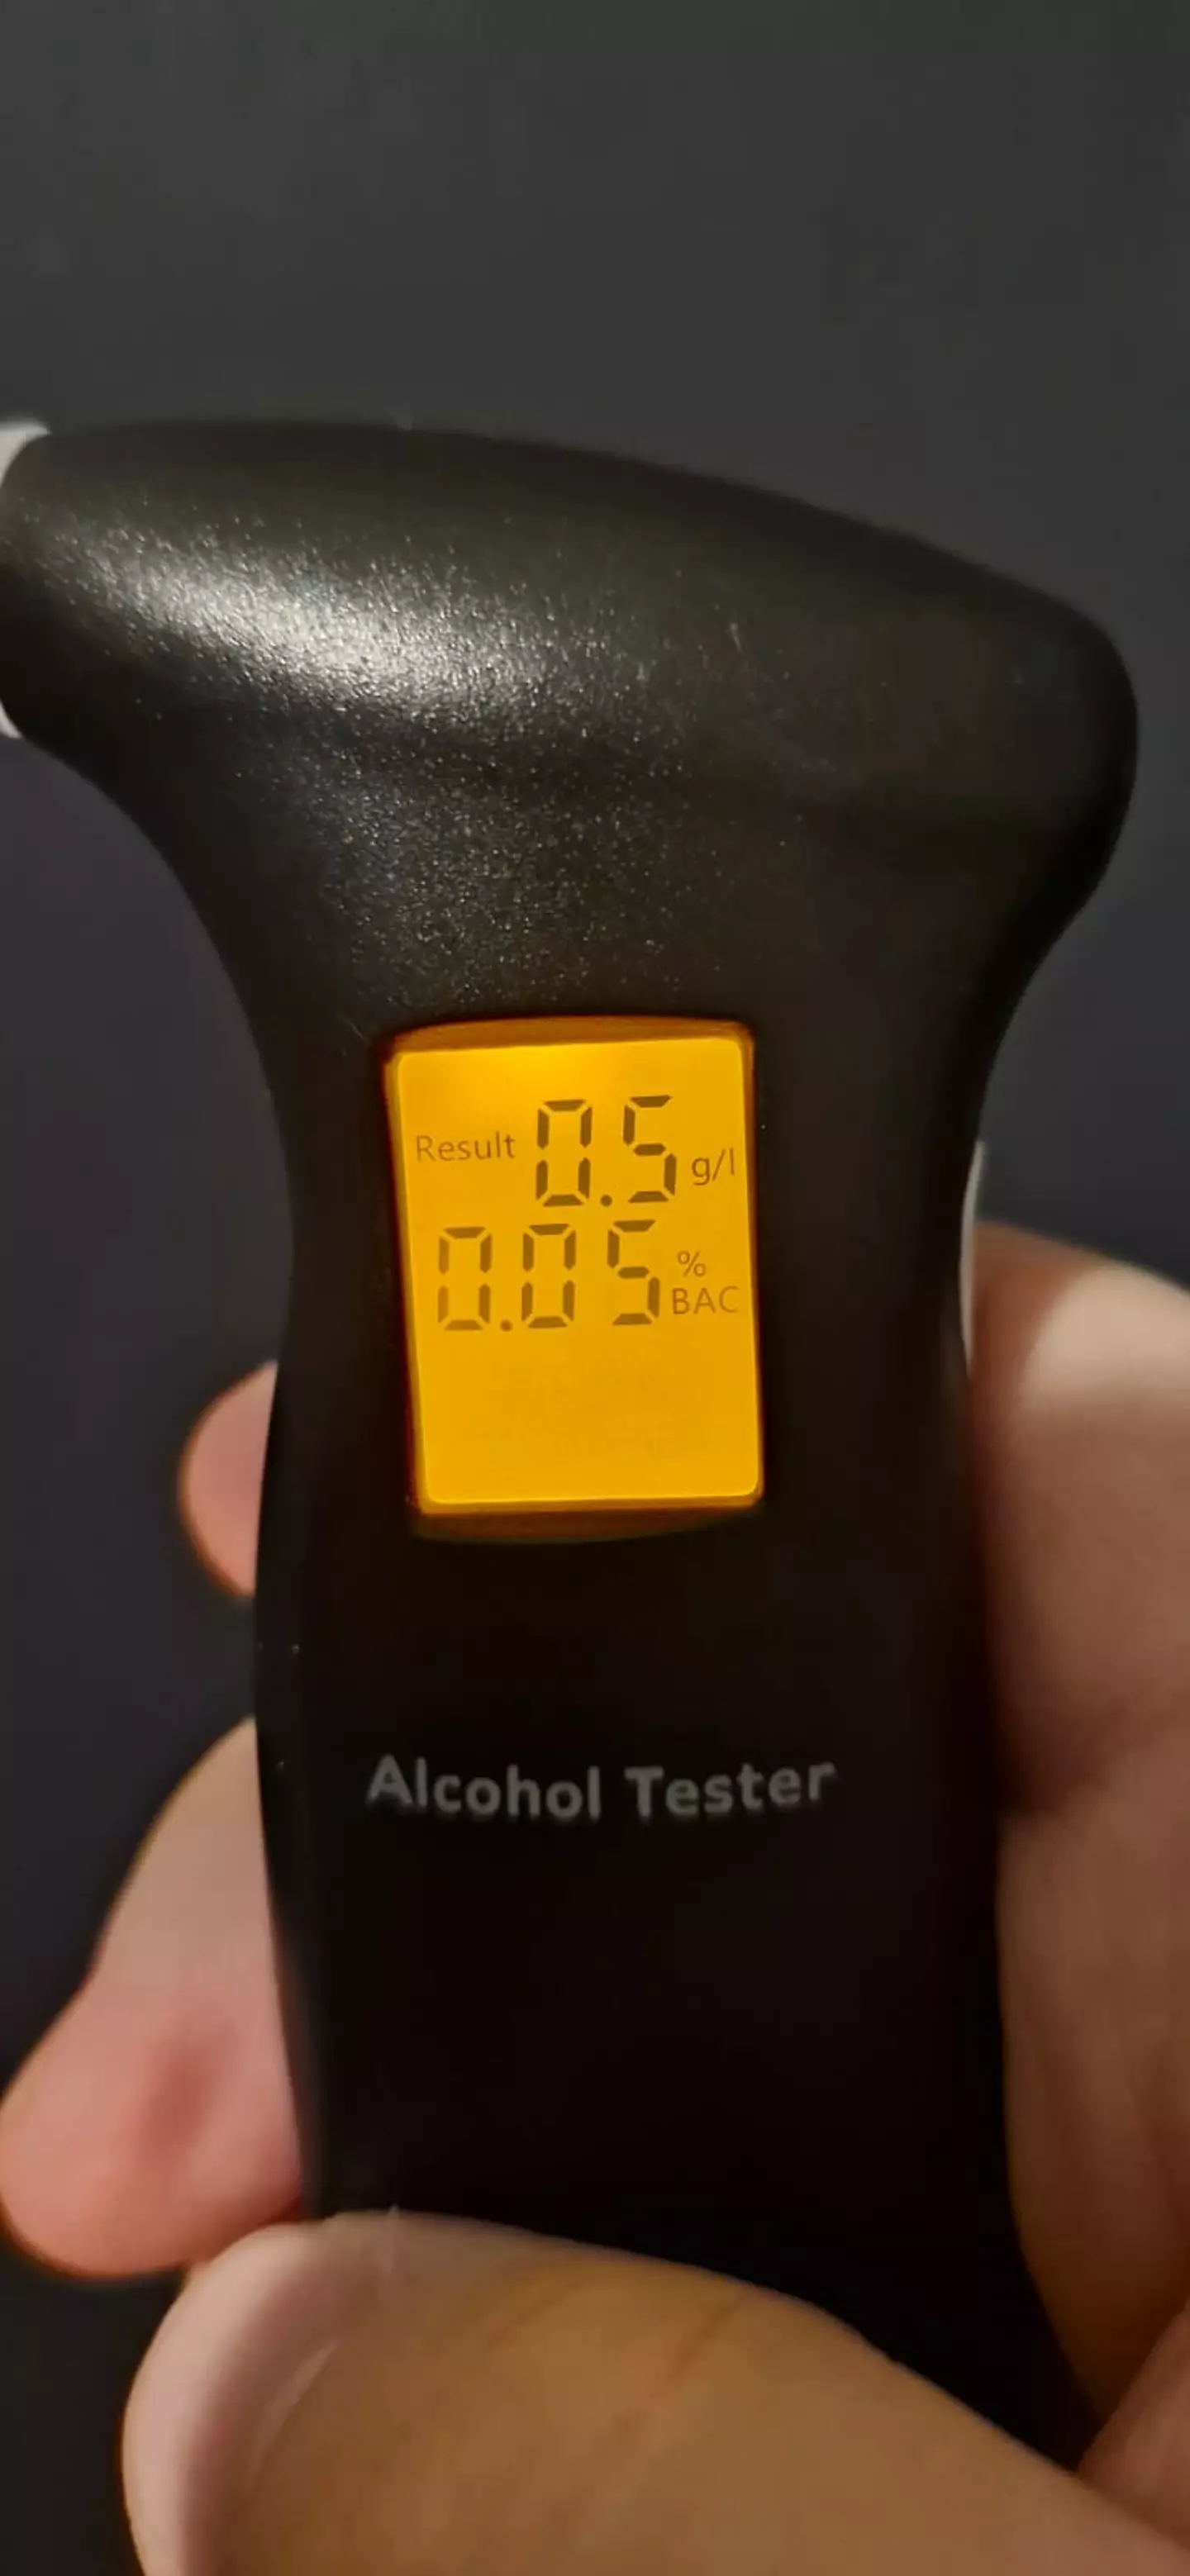 Result 0.5 g/l
0.05 % BAC
Alcohol Tester